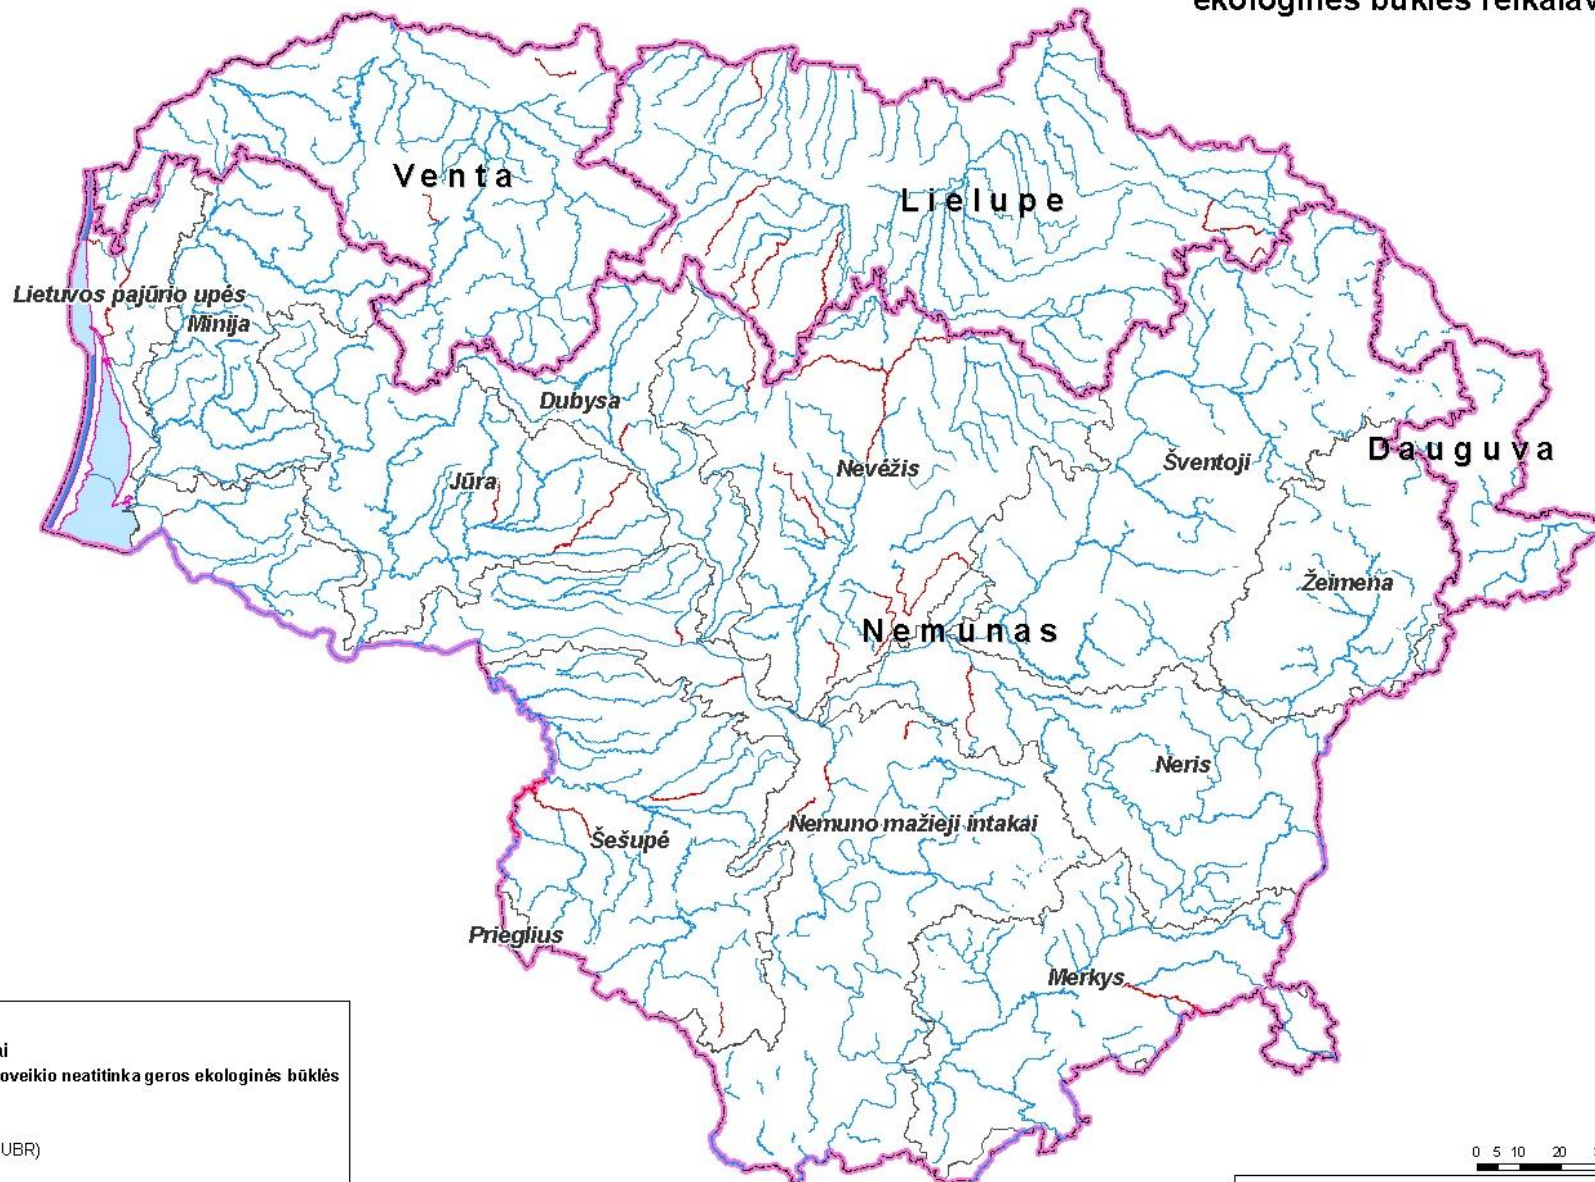 ekologinės būklės reikalav
Venta
Lielupe
Lietuvos pajūrio upės
Minija
Dubysa
Dauguva
Nevėžis
Šventoji
Jūra
Žeimena
Nemunas
Neris
Nemuno mažieji intakai
Šešupė
Prieglius
Merkys
ai
oveikio neatitinka geros ekologinės būklės
UBR)
0 5 10 20